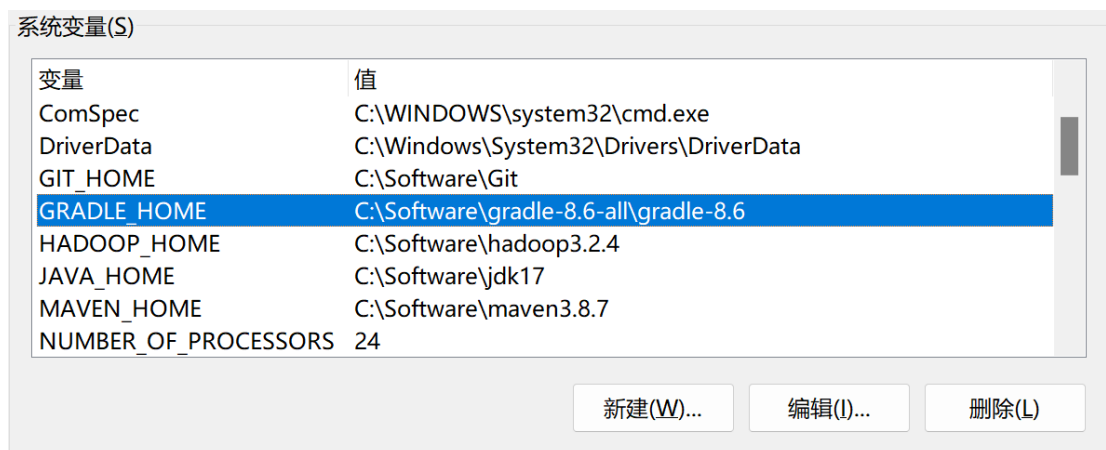 系统变量(S)
变量 值
ComSpec C:\WINDOWS\system32\cmd.exe
DriverData C:\Windows\System32\Drivers\DriverData
GIT_HOME C:\Software\Git
GRADLE_HOME C:\Software\gradle-8.6-all\gradle-8.6
HADOOP_HOME C:\Software\hadoop3.2.4
JAVA_HOME C:\Software\jdk17
MAVEN_HOME C:\Software\maven3.8.7
NUMBER_OF_PROCESSORS 24
新建(W)... 编辑(I)... 删除(L)